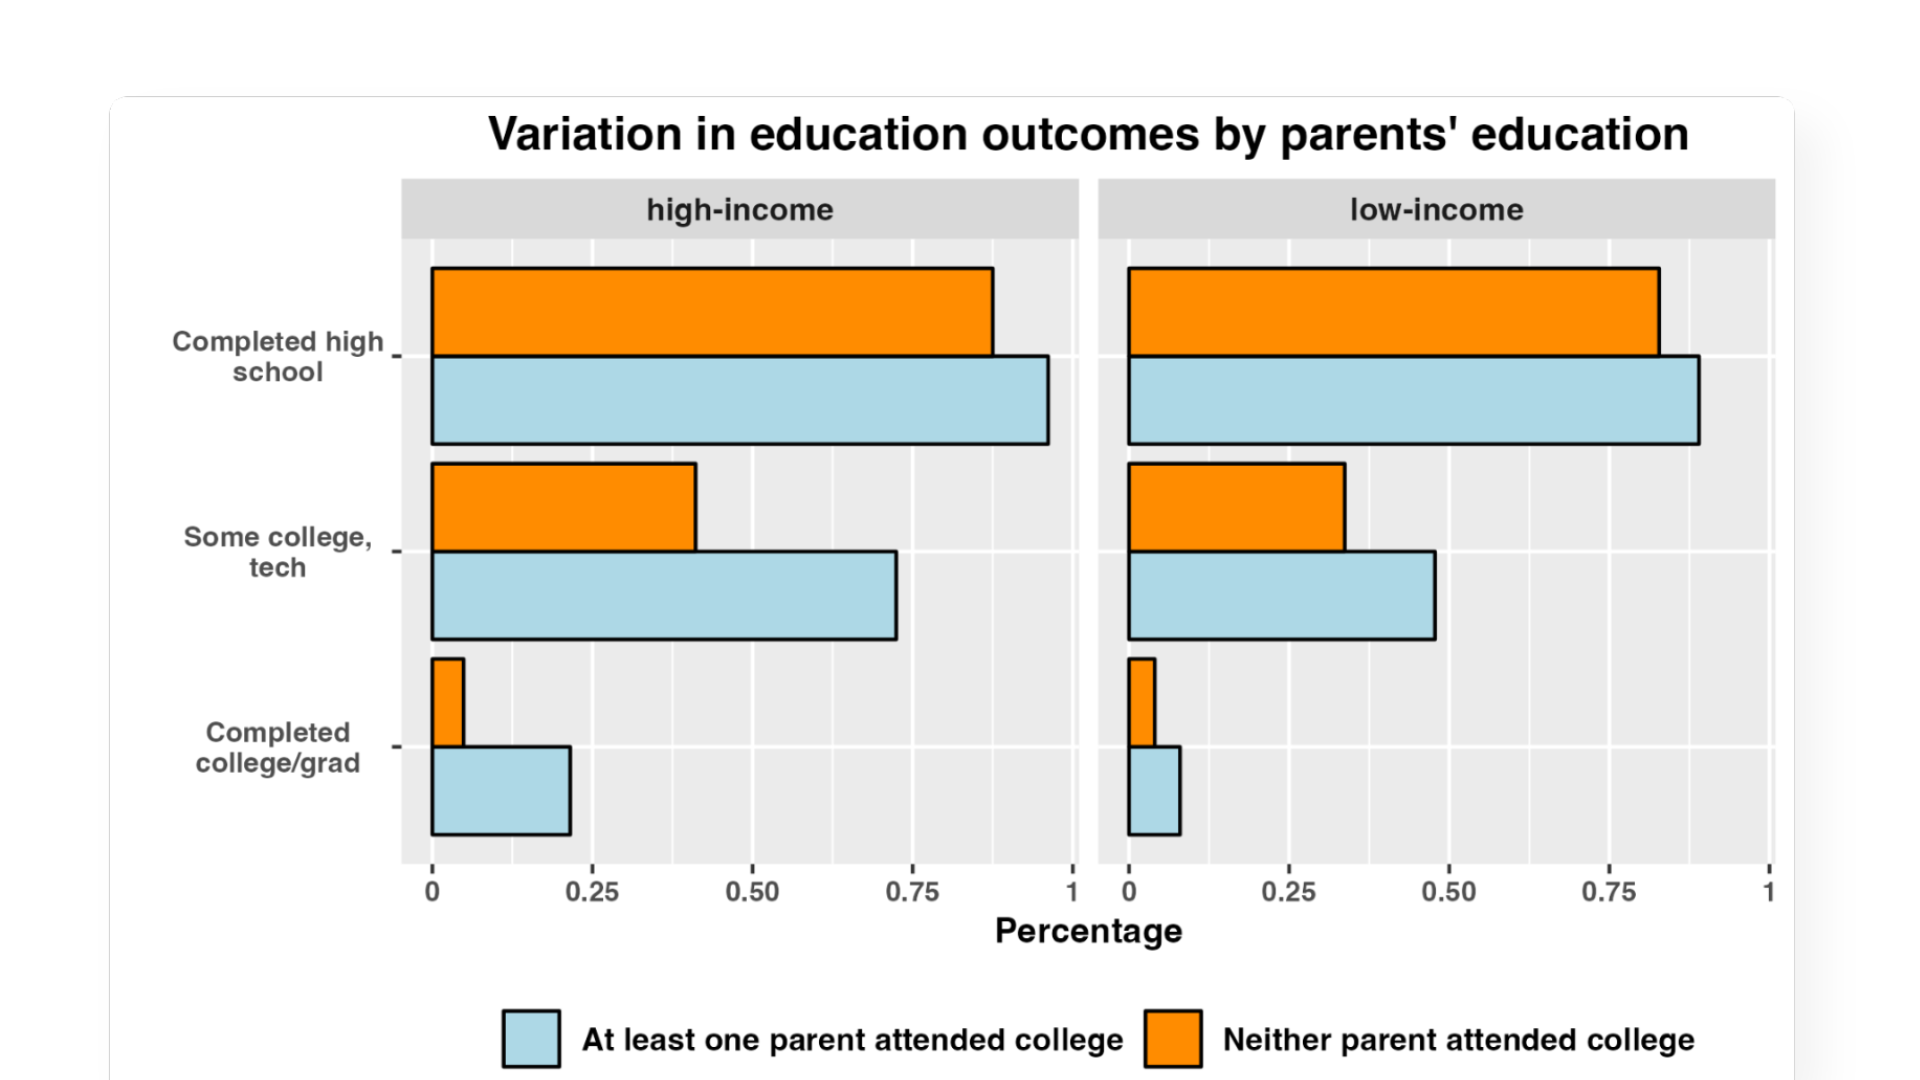 Variation in education outcomes by parents' education
high-income
low-income
Completed high
school
Some college,
tech
Completed
college/grad
0 0.25 0.50 0.75 1
0 0.25 0.50 0.75 1
Percentage
At least one parent attended college
Neither parent attended college